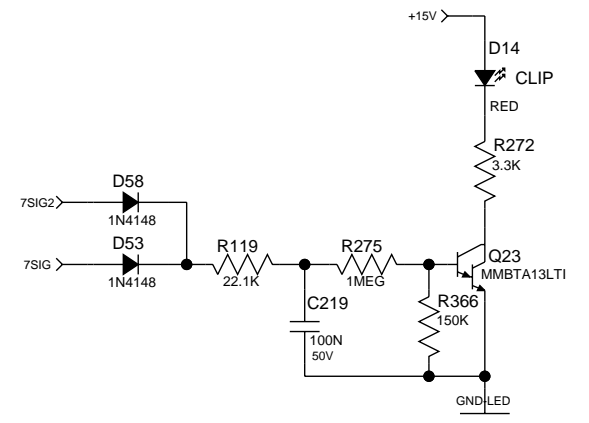 +15V
D14
CLIP
RED
R272
3.3K
D58
7SIG2
1N4148
D53
7SIG
1N4148
R119
22.1K
R275
1MEG
Q23
MMBTA13LTI
C219
100N
50V
R366
150K
GND-LED